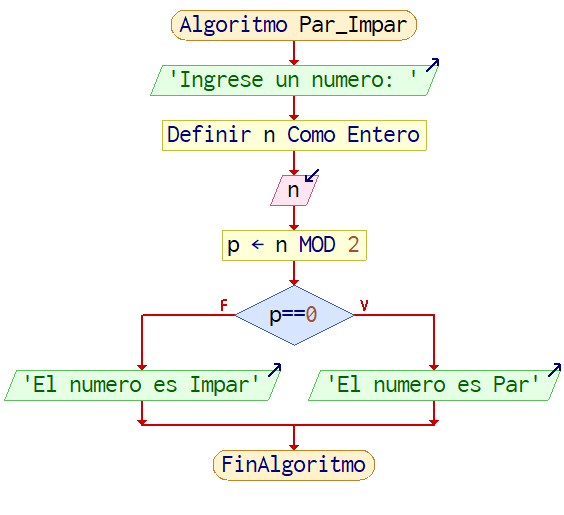 Algoritmo Par_Impar
'Ingrese un numero: '
Definir n Como Entero
n
p ← n MOD 2
F
V
p==0
'El numero es Impar'
'El numero es Par'
FinAlgoritmo